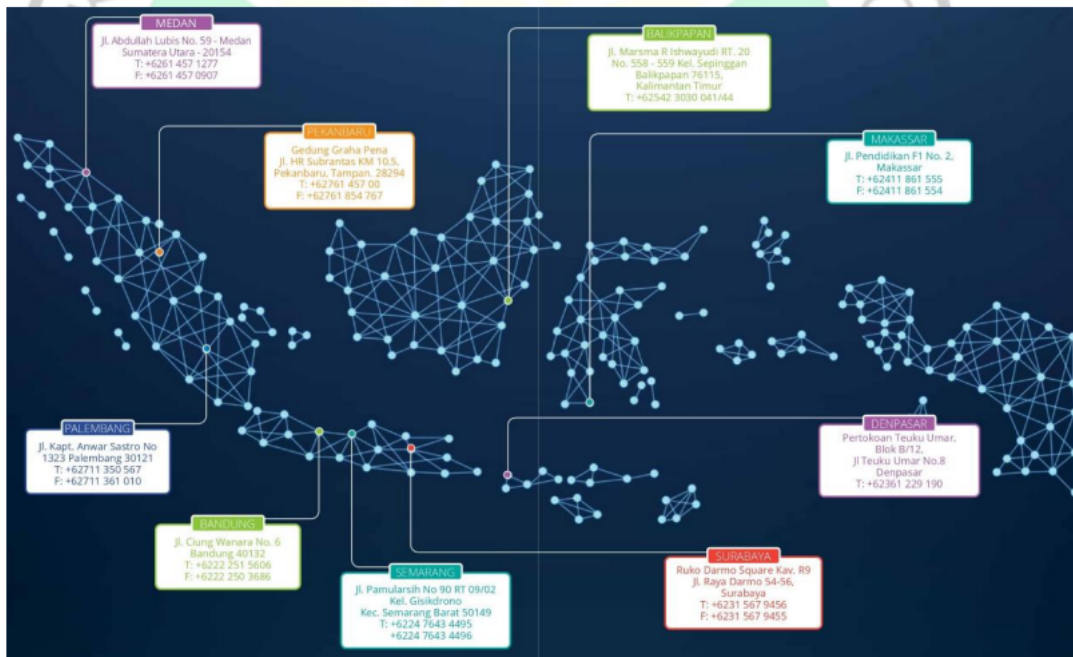 MEDAN
Jl. Abdullah Lubis No. 59 - Medan
Sumatera Utara - 20154
T: +6261 457 1277
F: +6261 457 0907
BALIKPAPAN
Jl. Marsma R Ishwayudi RT. 20
No. 558 - 559 Kel. Sepinggan
Balikpapan 76115,
Kalimantan Timur
T: +62542 3030 041/44
PEKANBARU
Gedung Graha Pena
Jl. HR Subrantas KM 10.5,
Pekanbaru, Tampan. 28294
T: +62761 457 00
F: +62761 854 767
MAKASSAR
Jl. Pendidikan F1 No. 2,
Makassar
T: +62411 861 555
F: +62411 861 554
PALEMBANG
Jl. Kapt. Anwar Sastro No
1323 Palembang 30121
T: +62711 350 567
F: +62711 361 010
DENPASAR
Pertokoan Teuku Umar,
Blok B/12,
Jl Teuku Umar No.8
Denpasar
T: +62361 229 190
BANDUNG
Jl. Ciung Wanara No. 6
Bandung 40132
T: +6222 251 5606
F: +6222 250 3686
SEMARANG
Jl. Pamularsih No 90 RT 09/02
Kel. Gisikdrono
Kec. Semarang Barat 50149
T: +6224 7643 4495
+6224 7643 4496
SURABAYA
Ruko Darmo Square Kav. R9
Jl. Raya Darmo 54-56,
Surabaya
T: +6231 567 9456
F: +6231 567 9455